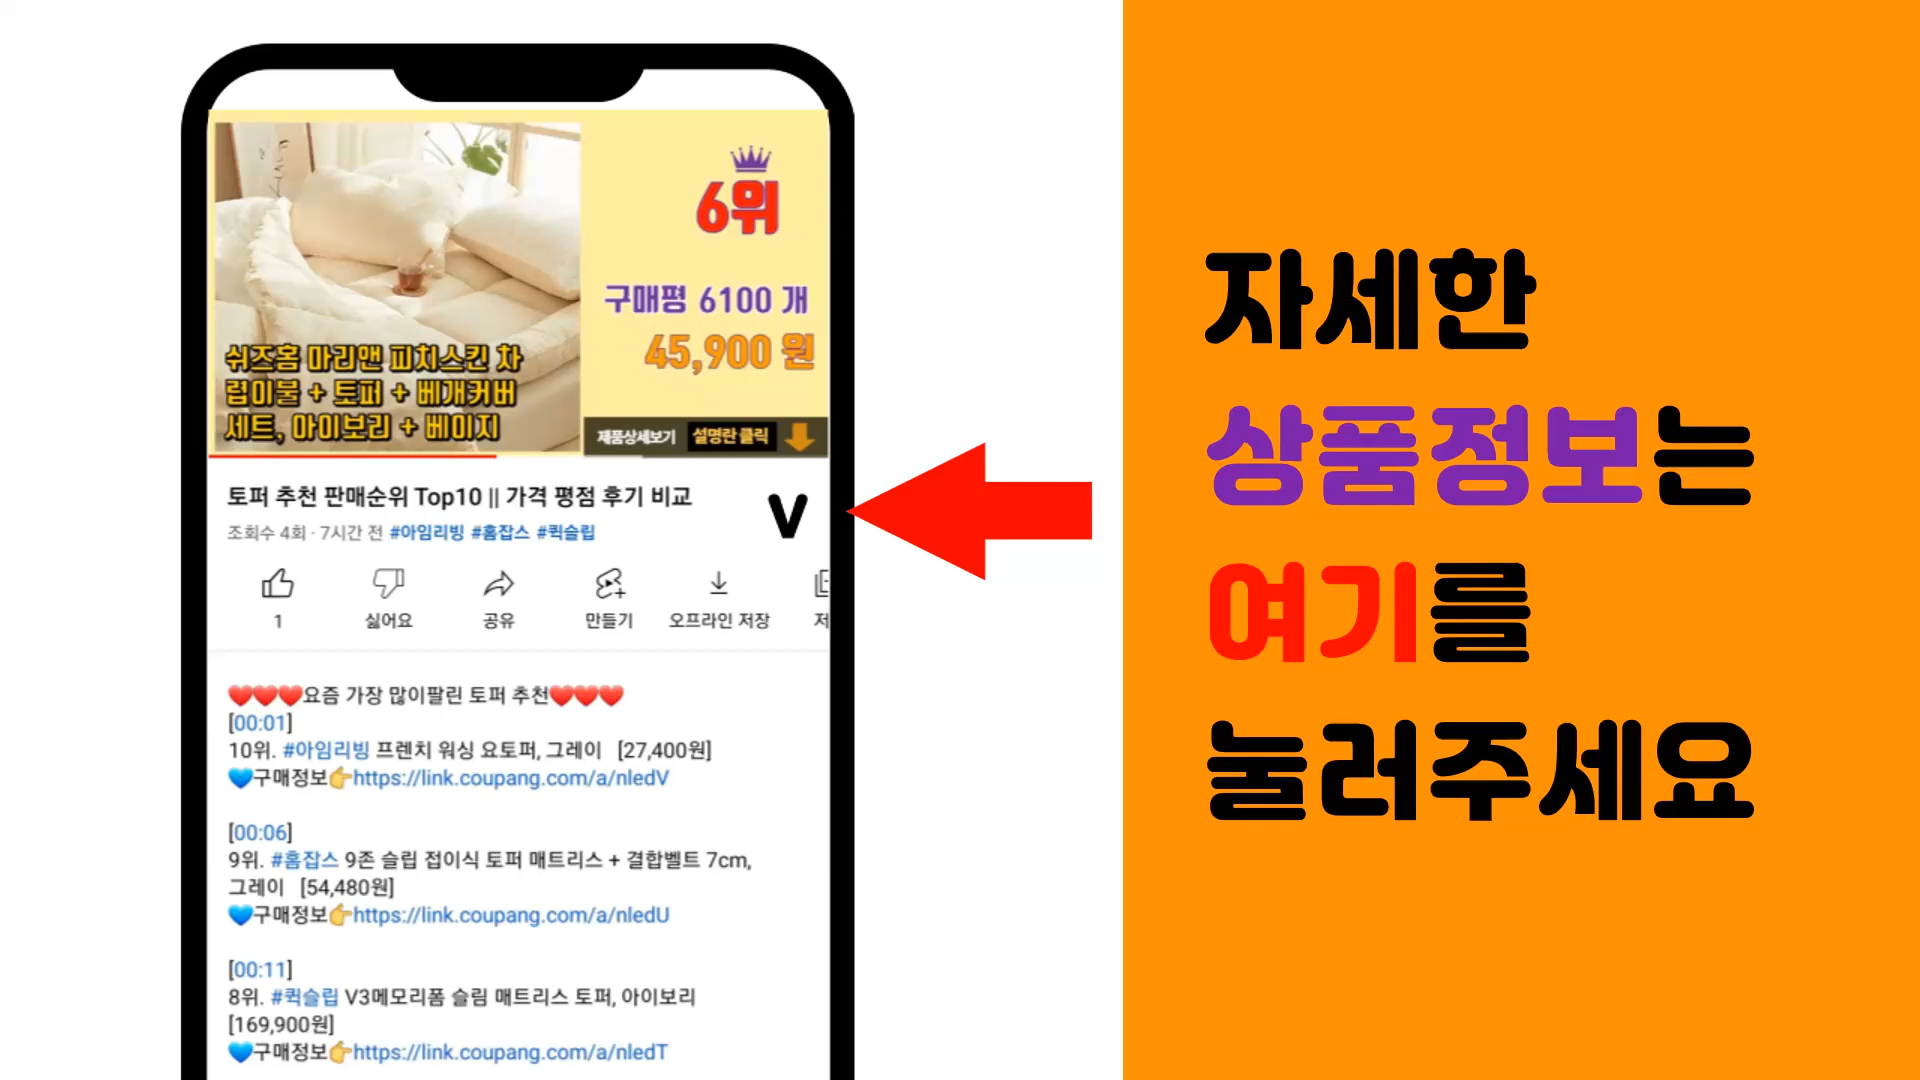 6위
구매평 6100 개
45,900 원
쉬즈홈 마리앤 피치스킨 차
렵이불 + 토퍼 + 베개커버
세트, 아이보리 + 베이지
제품상세보기 설명란 클릭
토퍼 추천 판매순위 Top10 || 가격 평점 후기 비교
V
조회수 4회 · 7시간 전 #아임리빙 #홈잡스 #퀵슬립
1 싫어요 공유 만들기 오프라인 저장 저
❤❤❤요즘 가장 많이팔린 토퍼 추천❤❤❤
[00:01]
10위. #아임리빙 프렌치 워싱 요토퍼, 그레이 [27,400원]
💙구매정보👉https://link.coupang.com/a/nledV
[00:06]
9위. #홈잡스 9존 슬립 접이식 토퍼 매트리스 + 결합벨트 7cm,
그레이 [54,480원]
💙구매정보👉https://link.coupang.com/a/nledU
[00:11]
8위. #퀵슬립 V3메모리폼 슬림 매트리스 토퍼, 아이보리
[169,900원]
💙구매정보👉https://link.coupang.com/a/nledT
자세한
상품정보는
여기를
눌러주세요